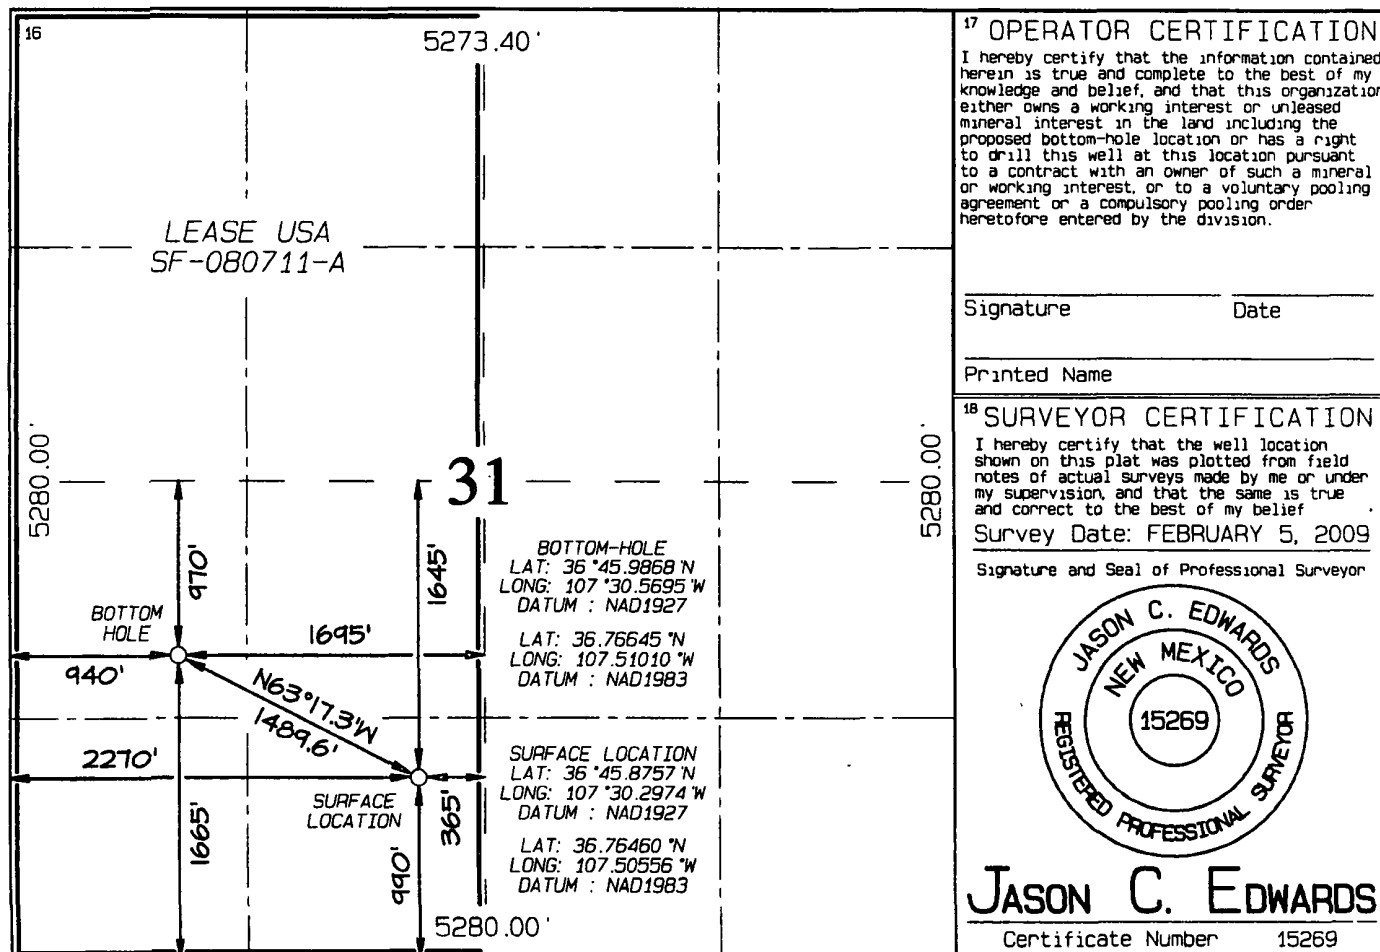 16
5273.40'
LEASE USA
SF-080711-A
5280.00'
31
5280.00'
970'
1645'
BOTTOM
HOLE
1695'
940'
N63°17.3'W
1489.6'
2270'
SURFACE
LOCATION
1665'
990'
365'
BOTTOM-HOLE
LAT: 36°45.9868'N
LONG: 107°30.5695'W
DATUM : NAD1927
LAT: 36.76645°N
LONG: 107.51010°W
DATUM : NAD1983
SURFACE LOCATION
LAT: 36°45.8757'N
LONG: 107°30.2974'W
DATUM : NAD1927
LAT: 36.76460°N
LONG: 107.50556°W
DATUM : NAD1983
5280.00'
17 OPERATOR CERTIFICATION
I hereby certify that the information contained
herein is true and complete to the best of my
knowledge and belief, and that this organization
either owns a working interest or unleased
mineral interest in the land including the
proposed bottom-hole location or has a right
to drill this well at this location pursuant
to a contract with an owner of such a mineral
or working interest, or to a voluntary pooling
agreement or a compulsory pooling order
heretofore entered by the division.
Signature Date
Printed Name
18 SURVEYOR CERTIFICATION
I hereby certify that the well location
shown on this plat was plotted from field
notes of actual surveys made by me or under
my supervision, and that the same is true
and correct to the best of my belief
Survey Date: FEBRUARY 5, 2009
Signature and Seal of Professional Surveyor
JASON C. EDWARDS
NEW MEXICO
15269
REGISTERED PROFESSIONAL SURVEYOR
JASON C. EDWARDS
Certificate Number 15269